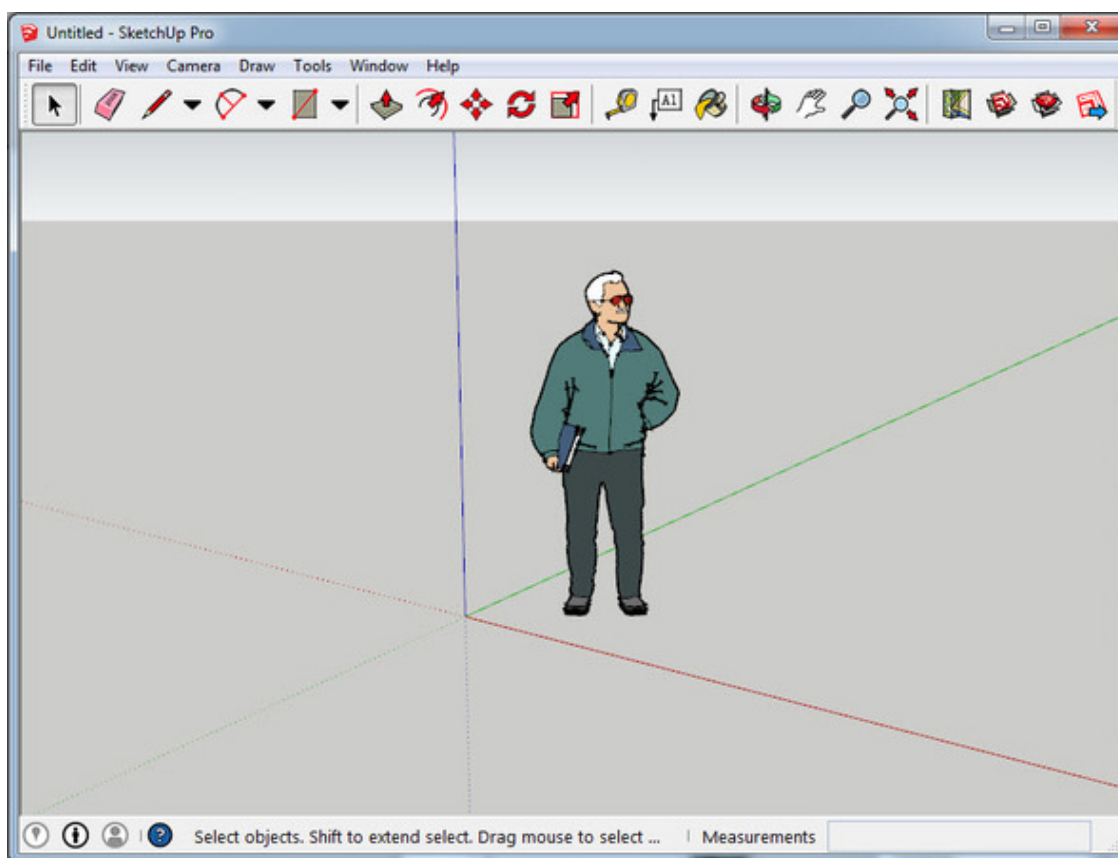 Untitled - SketchUp Pro
File Edit View Camera Draw Tools Window Help
A1
Select objects. Shift to extend select. Drag mouse to select ... Measurements